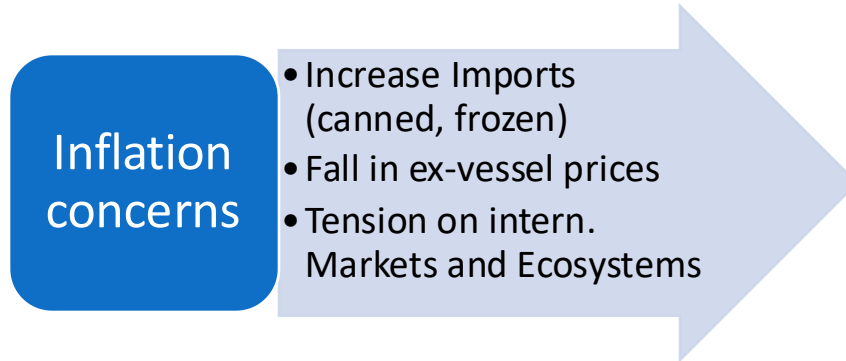 Inflation
concerns
• Increase Imports
(canned, frozen)
• Fall in ex-vessel prices
• Tension on intern.
Markets and Ecosystems